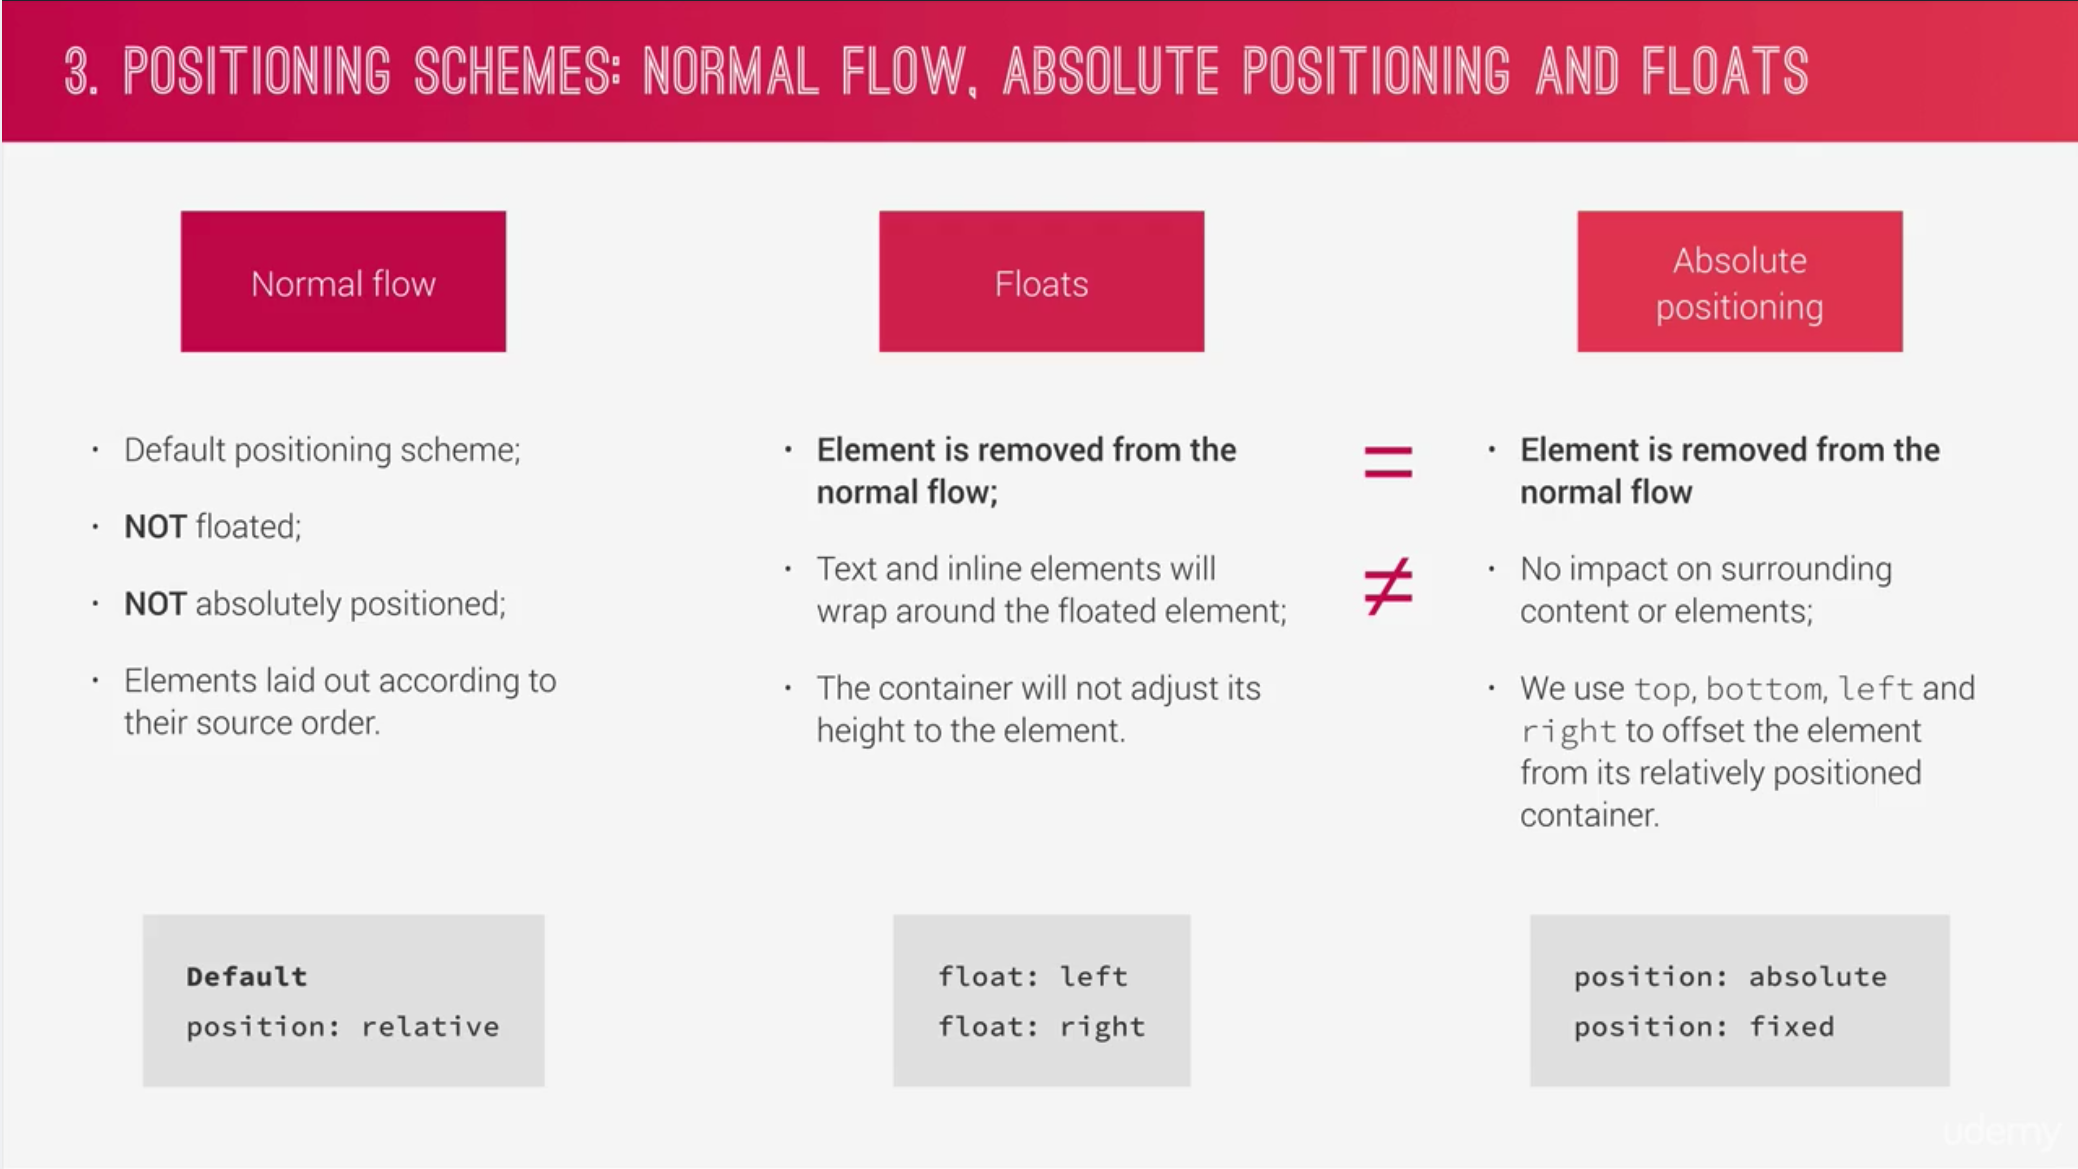 3. POSITIONING SCHEMES: NORMAL FLOW, ABSOLUTE POSITIONING AND FLOATS
Normal flow
• Default positioning scheme;
• NOT floated;
• NOT absolutely positioned;
• Elements laid out according to
their source order.
Default
position: relative
Floats
• Element is removed from the
normal flow;
• Text and inline elements will
wrap around the floated element;
• The container will not adjust its
height to the element.
float: left
float: right
=
≠
Absolute
positioning
• Element is removed from the
normal flow
• No impact on surrounding
content or elements;
• We use top, bottom, left and
right to offset the element
from its relatively positioned
container.
position: absolute
position: fixed
udemy